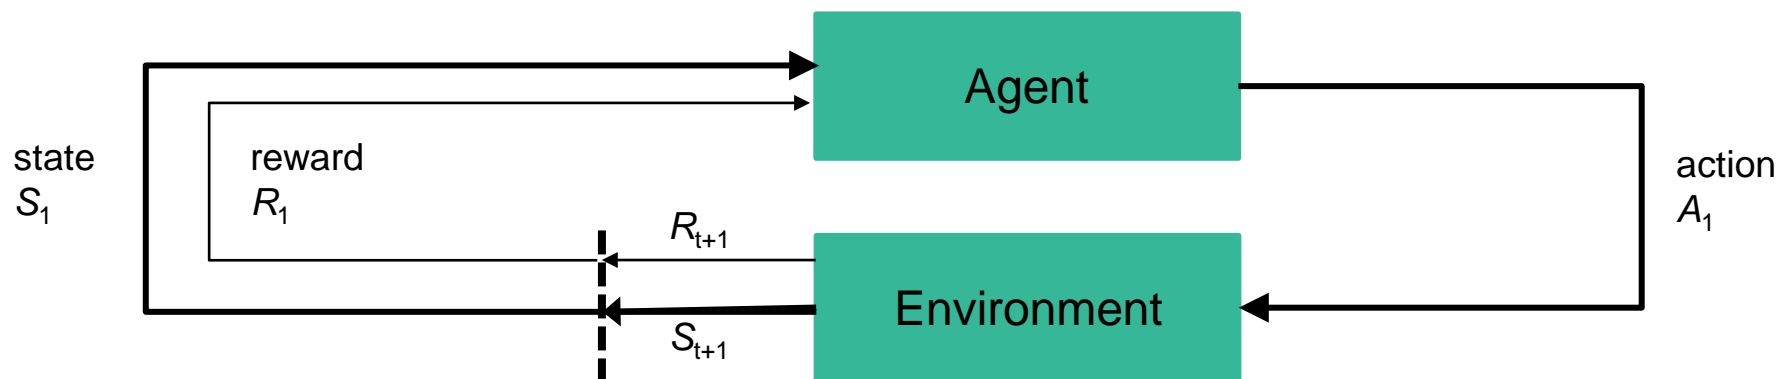 Agent
state
S₁
reward
R₁
action
A₁
Rₜ₊₁
Environment
Sₜ₊₁